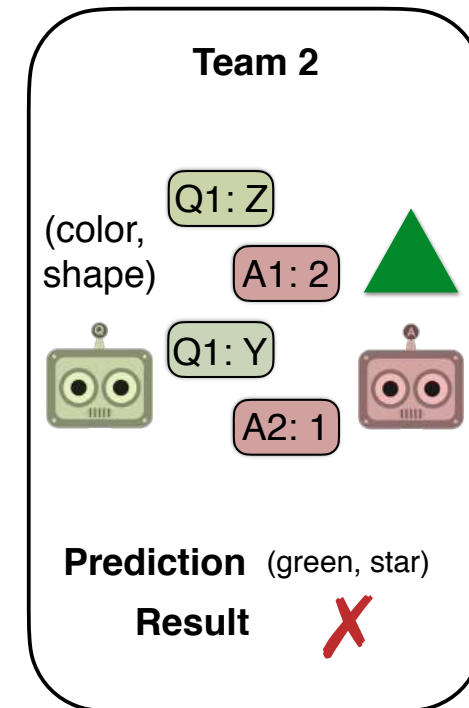 Team 2
Q1: Z
(color,
shape)
A1: 2
Q1: Y
Q
A
A2: 1
Prediction (green, star)
Result ✗